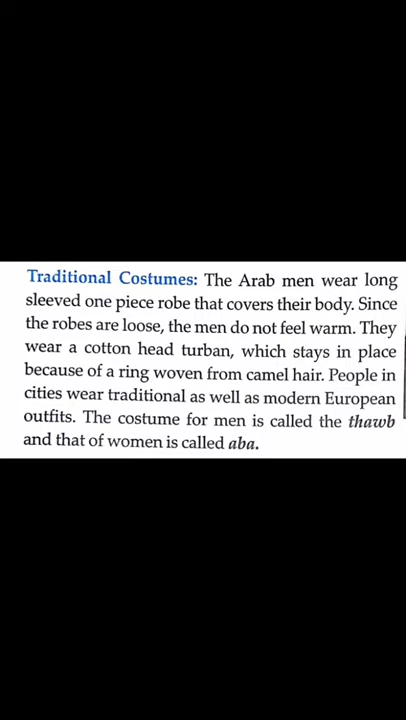 Traditional Costumes: The Arab men wear long
sleeved one piece robe that covers their body. Since
the robes are loose, the men do not feel warm. They
wear a cotton head turban, which stays in place
because of a ring woven from camel hair. People in
cities wear traditional as well as modern European
outfits. The costume for men is called the thawb
and that of women is called aba.